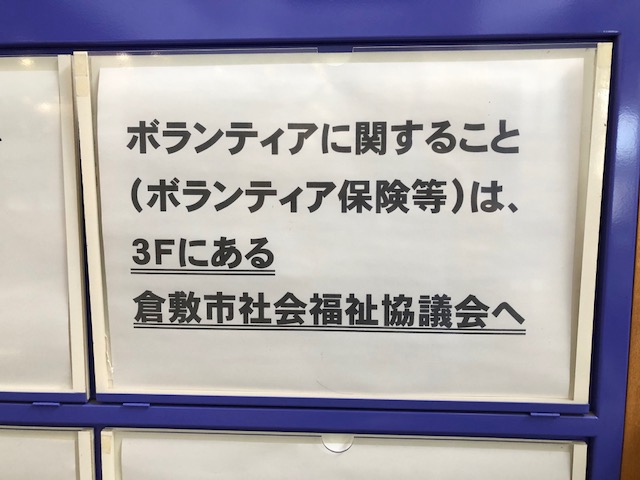 ボランティアに関すること
(ボランティア保険等)は、
3Fにある
倉敷市社会福祉協議会へ